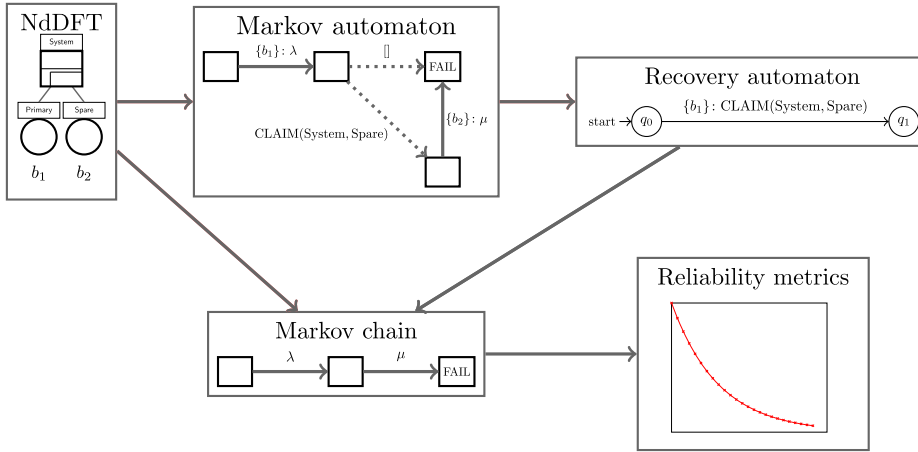 NdDFT
System
Primary
Spare
b₁
b₂
Markov automaton
{b₁}: λ
[]
FAIL
CLAIM(System, Spare)
{b₂}: μ
Recovery automaton
{b₁}: CLAIM(System, Spare)
start
q₀
q₁
Markov chain
λ
μ
FAIL
Reliability metrics